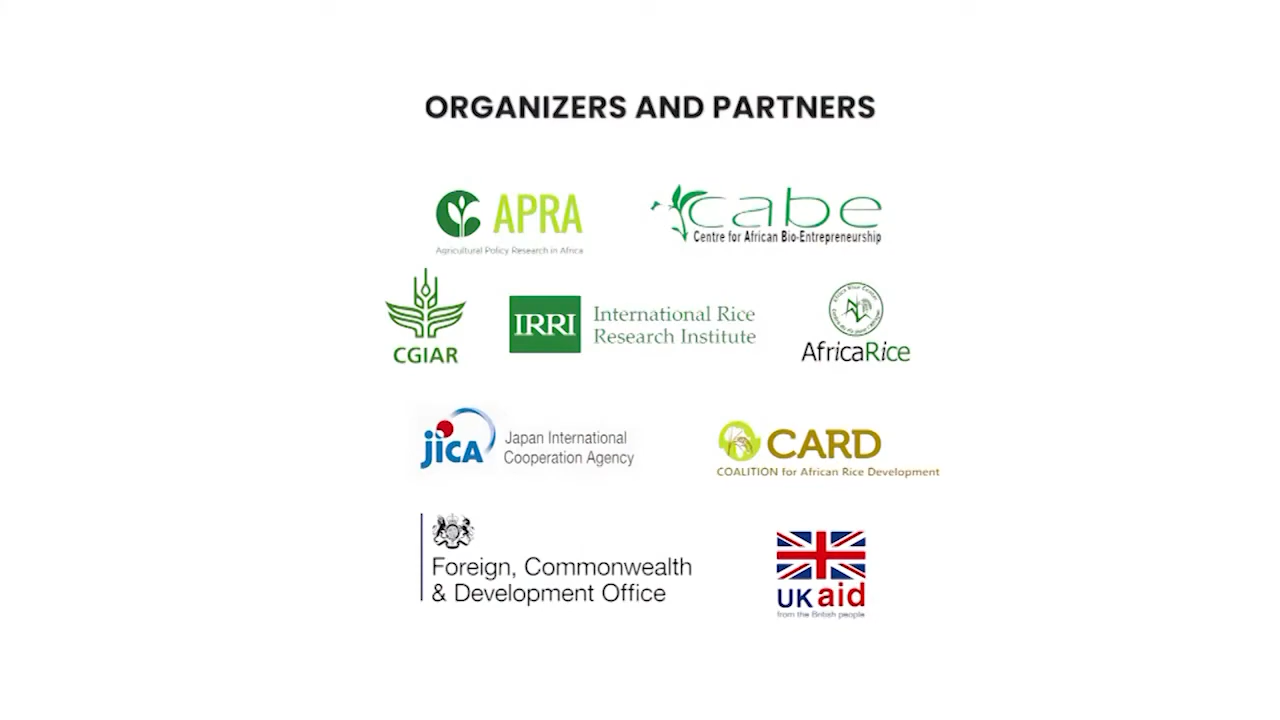 ORGANIZERS AND PARTNERS
APRA
Agricultural Policy Research in Africa
cabe
Centre for African Bio-Entrepreneurship
CGIAR
IRRI
International Rice
Research Institute
AfricaRice
jica
Japan International
Cooperation Agency
CARD
COALITION for African Rice Development
Foreign, Commonwealth
& Development Office
UKaid
from the British people